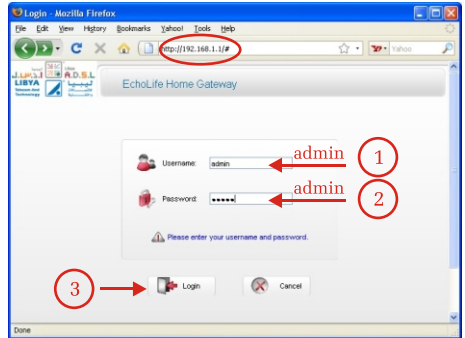 Login - Mozilla Firefox
File Edit View History Bookmarks Yahoo! Tools Help
http://192.168.1.1/#
Yahoo
LIBYA A.D.S.L
EchoLife Home Gateway
Username: admin admin 1
Password: ••••• admin 2
Please enter your username and password.
3 Login Cancel
Done